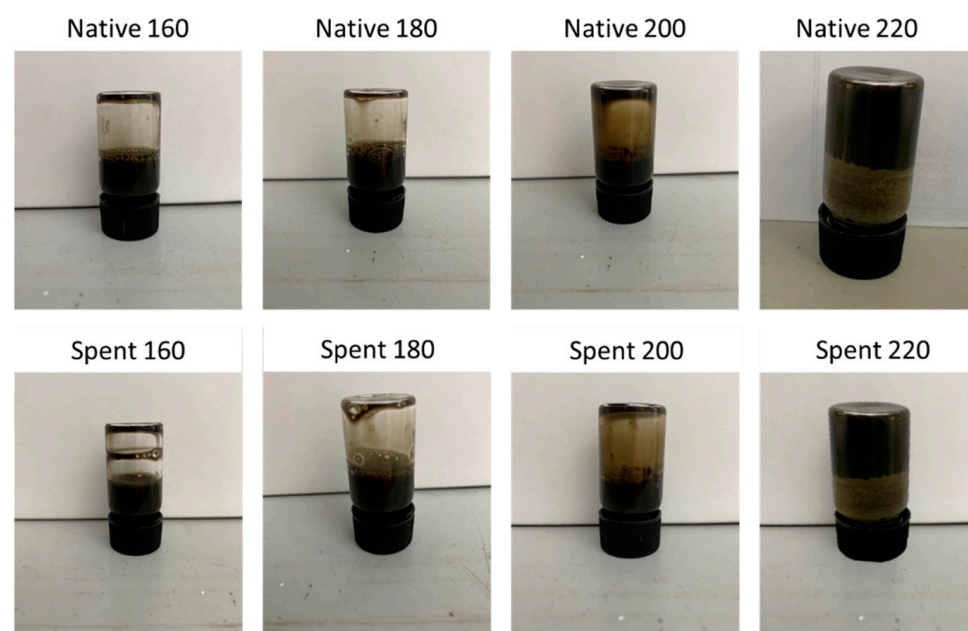 Native 160
Native 180
Native 200
Native 220
Spent 160
Spent 180
Spent 200
Spent 220